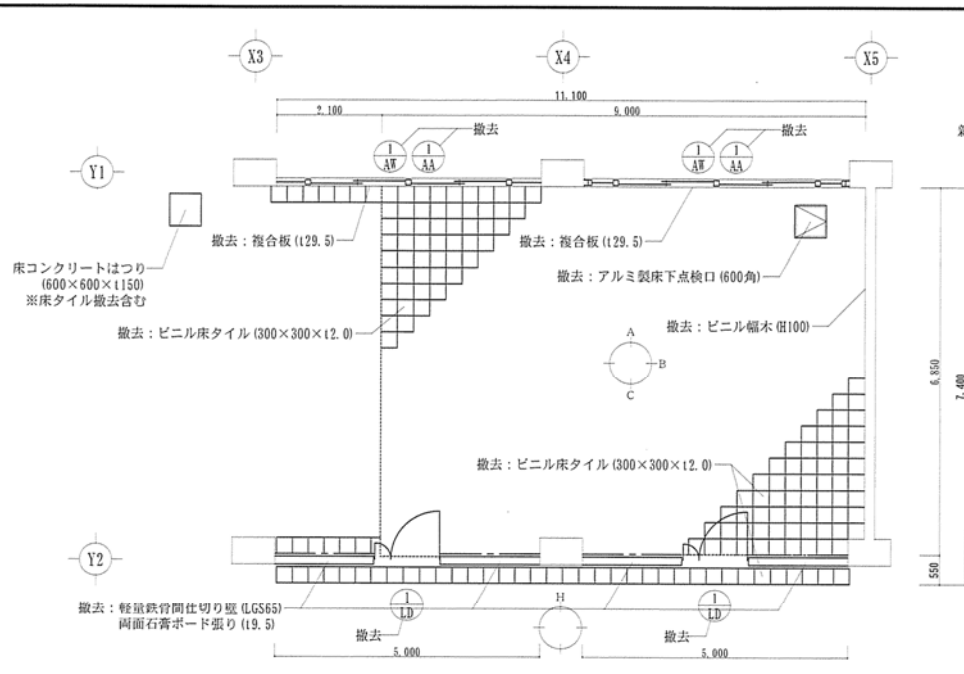 X3
X4
X5
11,100
2,100
9,000
撤去
撤去
1
AW
1
AA
1
AW
1
AA
Y1
撤去：複合板(t29.5)
撤去：複合板(t29.5)
床コンクリートはつり
(600×600×t150)
※床タイル撤去含む
撤去：アルミ製床下点検口(600角)
撤去：ビニル床タイル(300×300×t2.0)
撤去：ビニル幅木(H100)
A
B
C
6,850
7,400
撤去：ビニル床タイル(300×300×t2.0)
Y2
550
撤去：軽量鉄骨間仕切り壁(LGS65)
両面石膏ボード張り(t9.5)
1
LD
H
1
LD
撤去
撤去
5,000
5,000